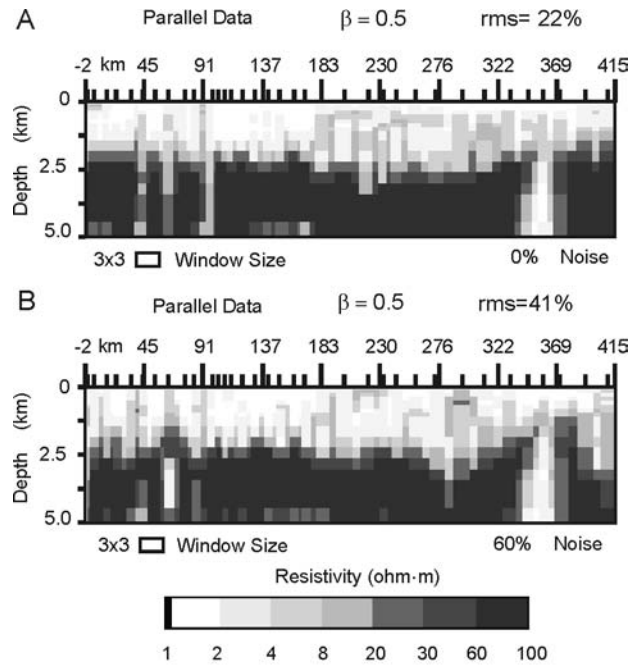 A
Parallel Data β = 0.5 rms= 22%
-2 km 45 91 137 183 230 276 322 369 415
0
2.5
5.0
Depth (km)
3x3 Window Size 0% Noise
B
Parallel Data β = 0.5 rms=41%
-2 km 45 91 137 183 230 276 322 369 415
0
2.5
5.0
Depth (km)
3x3 Window Size 60% Noise
Resistivity (ohm·m)
1 2 4 8 20 30 60 100